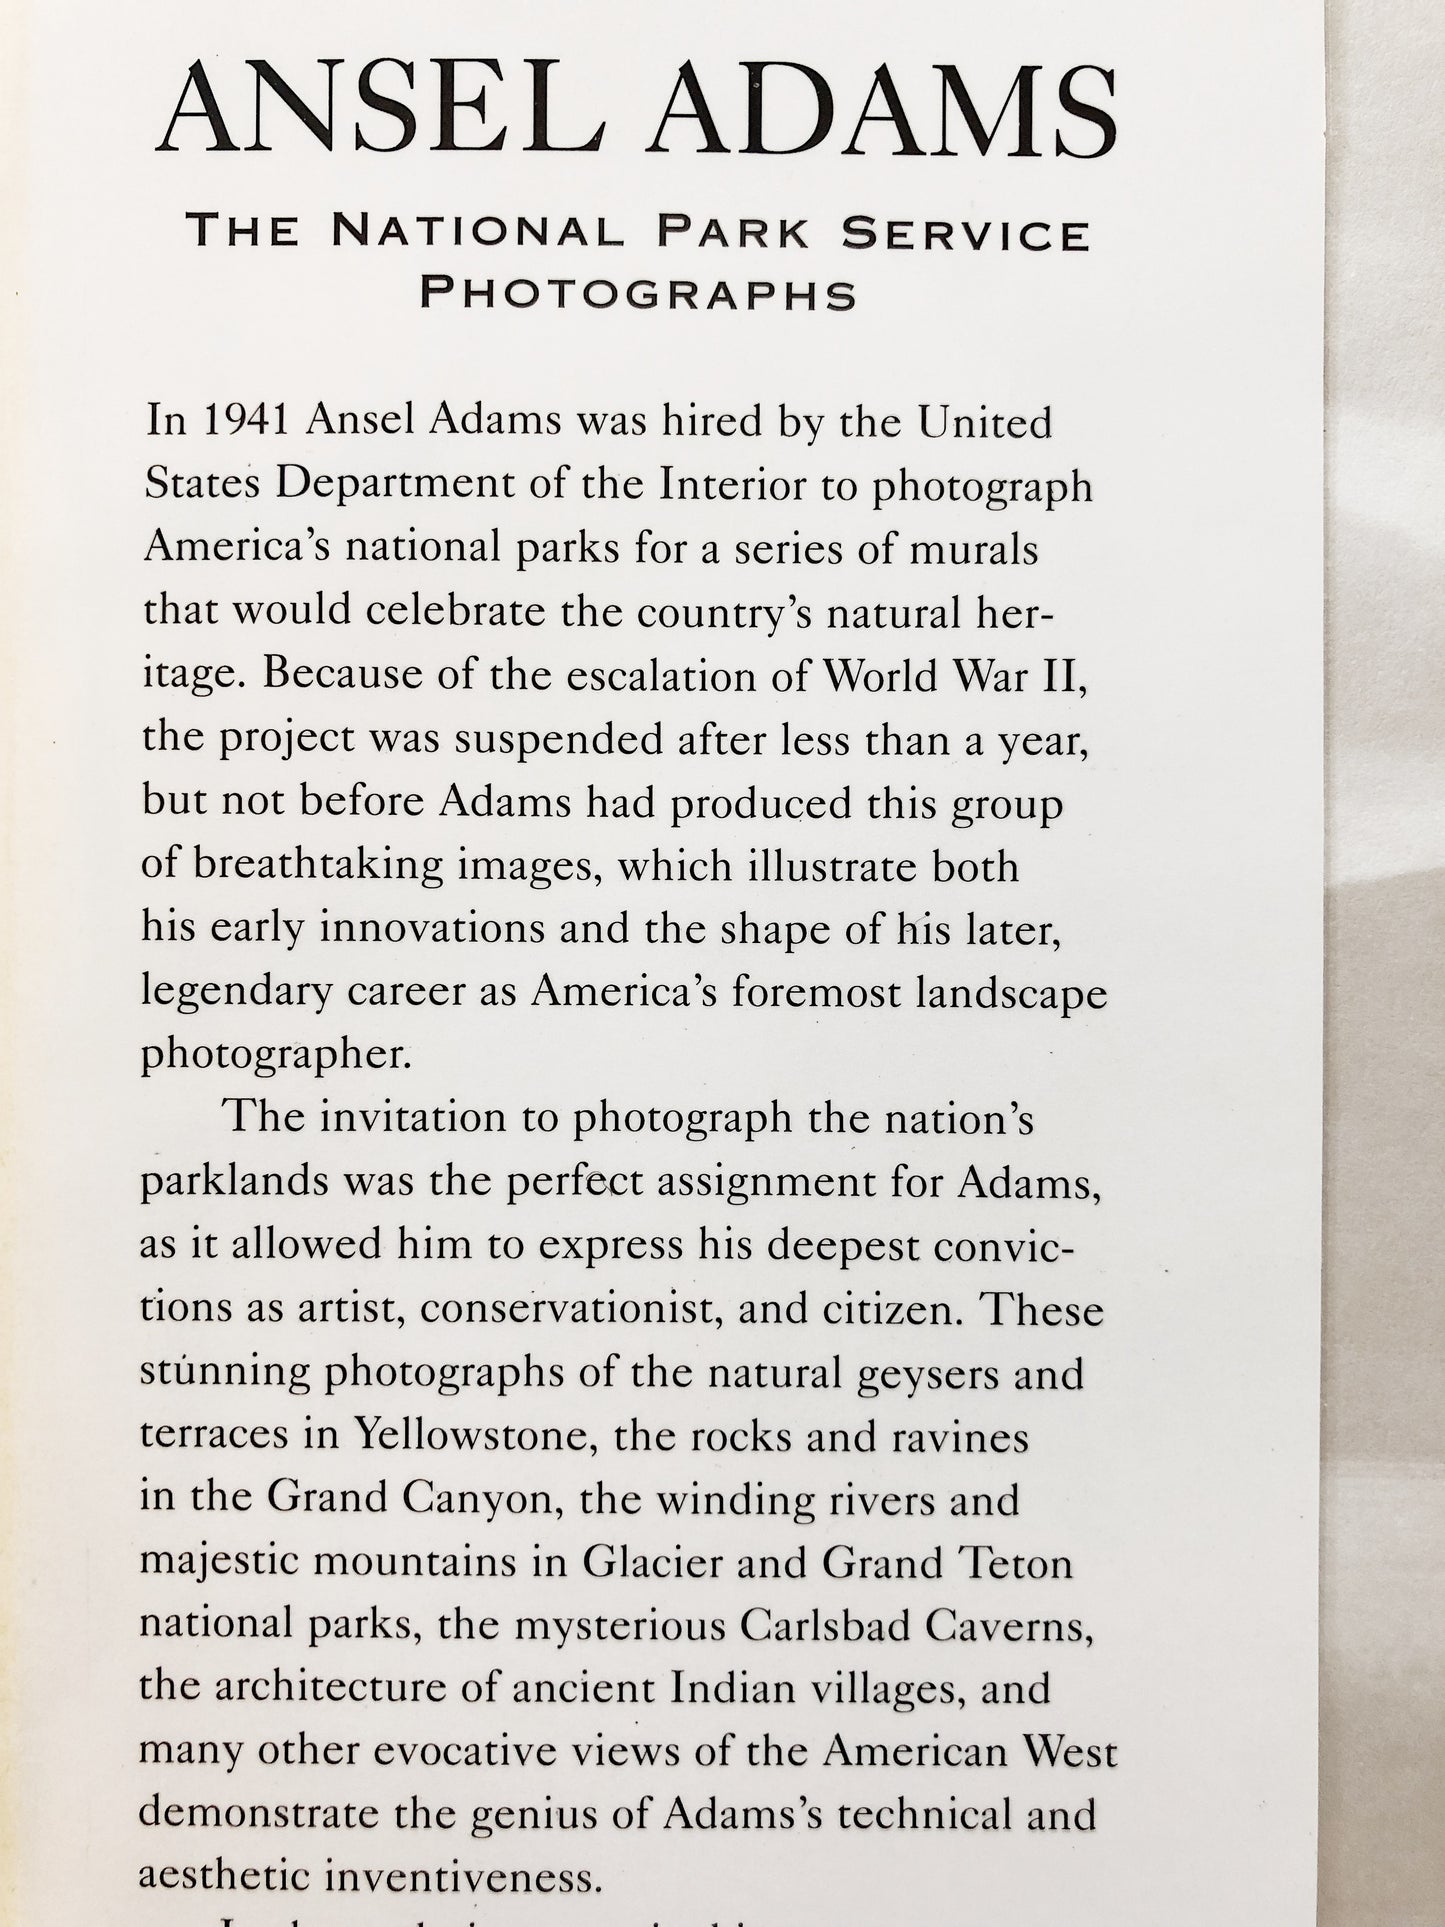 ANSEL ADAMS
THE NATIONAL PARK SERVICE
PHOTOGRAPHS
In 1941 Ansel Adams was hired by the United
States Department of the Interior to photograph
America’s national parks for a series of murals
that would celebrate the country’s natural her-
itage. Because of the escalation of World War II,
the project was suspended after less than a year,
but not before Adams had produced this group
of breathtaking images, which illustrate both
his early innovations and the shape of his later,
legendary career as America’s foremost landscape
photographer.
The invitation to photograph the nation’s
parklands was the perfect assignment for Adams,
as it allowed him to express his deepest convic-
tions as artist, conservationist, and citizen. These
stunning photographs of the natural geysers and
terraces in Yellowstone, the rocks and ravines
in the Grand Canyon, the winding rivers and
majestic mountains in Glacier and Grand Teton
national parks, the mysterious Carlsbad Caverns,
the architecture of ancient Indian villages, and
many other evocative views of the American West
demonstrate the genius of Adams’s technical and
aesthetic inventiveness.